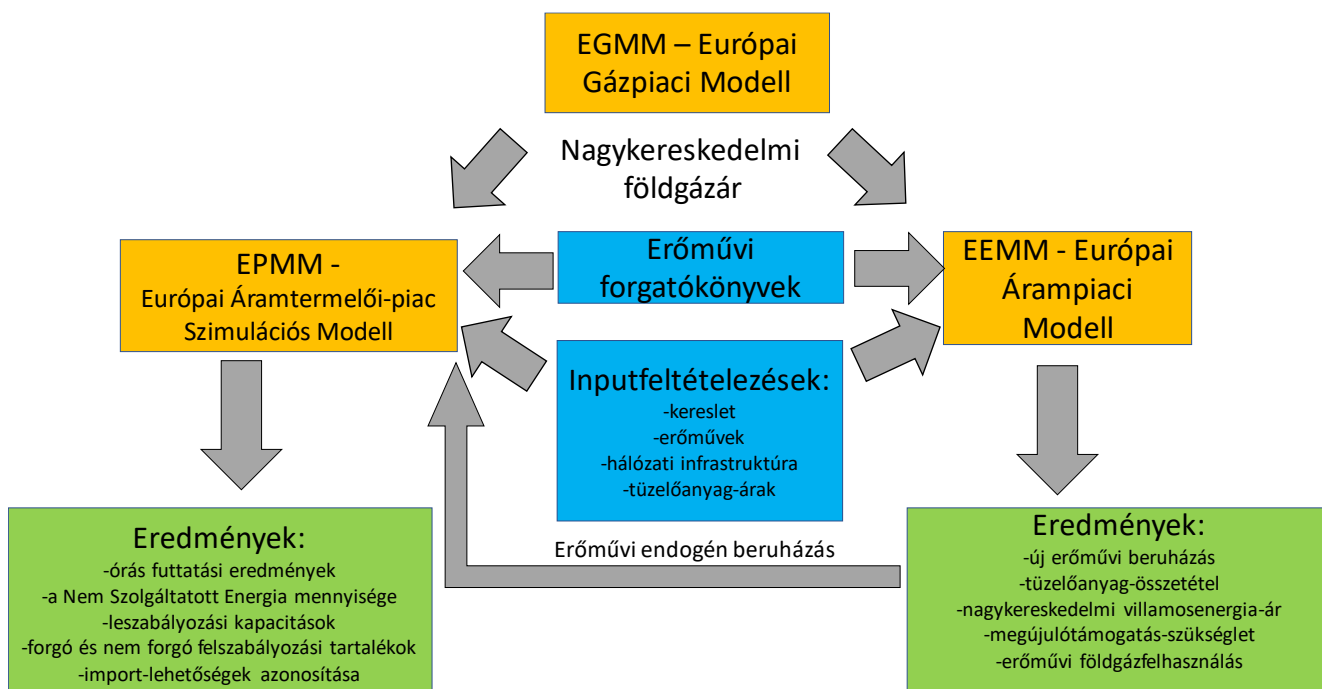 EGMM – Európai
Gázpiaci Modell
Nagykereskedelmi
földgázár
EPMM -
Európai Áramtermelői-piac
Szimulációs Modell
Erőművi
forgatókönyvek
EEMM - Európai
Árampiaci
Modell
Inputfeltételezések:
-kereslet
-erőművek
-hálózati infrastruktúra
-tüzelőanyag-árak
Erőművi endogén beruházás
Eredmények:
-órás futtatási eredmények
-a Nem Szolgáltatott Energia mennyisége
-leszabályozási kapacitások
-forgó és nem forgó felszabályozási tartalékok
-import-lehetőségek azonosítása
Eredmények:
-új erőművi beruházás
-tüzelőanyag-összetétel
-nagykereskedelmi villamosenergia-ár
-megújulótámogatás-szükséglet
-erőművi földgázfelhasználás